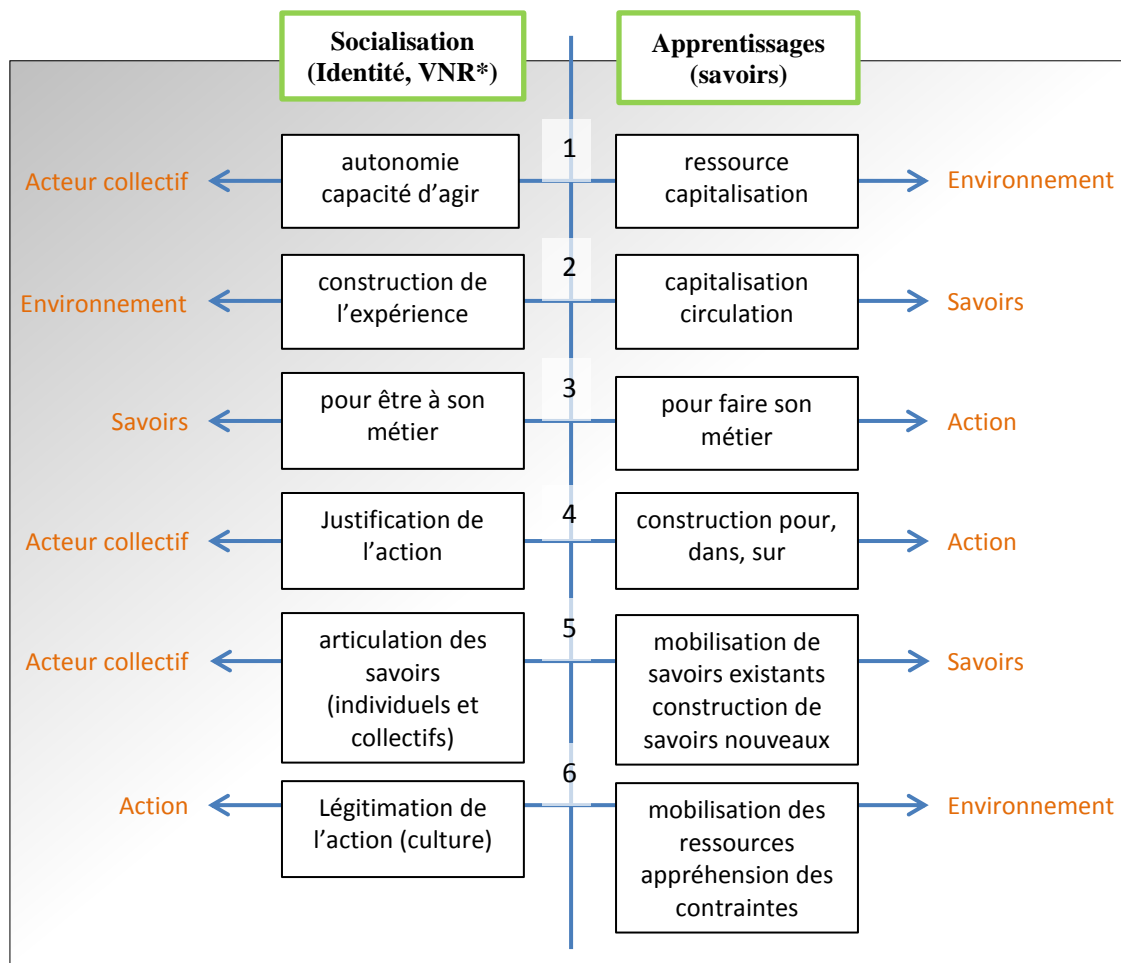 Socialisation
(Identité, VNR*)
Apprentissages
(savoirs)
1
Acteur collectif
autonomie
capacité d'agir
ressource
capitalisation
Environnement
2
Environnement
construction de
l'expérience
capitalisation
circulation
Savoirs
3
Savoirs
pour être à son
métier
pour faire son
métier
Action
4
Acteur collectif
Justification de
l'action
construction pour,
dans, sur
Action
5
Acteur collectif
articulation des
savoirs
(individuels et
collectifs)
mobilisation de
savoirs existants
construction de
savoirs nouveaux
Savoirs
6
Action
Légitimation de
l'action (culture)
mobilisation des
ressources
appréhension des
contraintes
Environnement